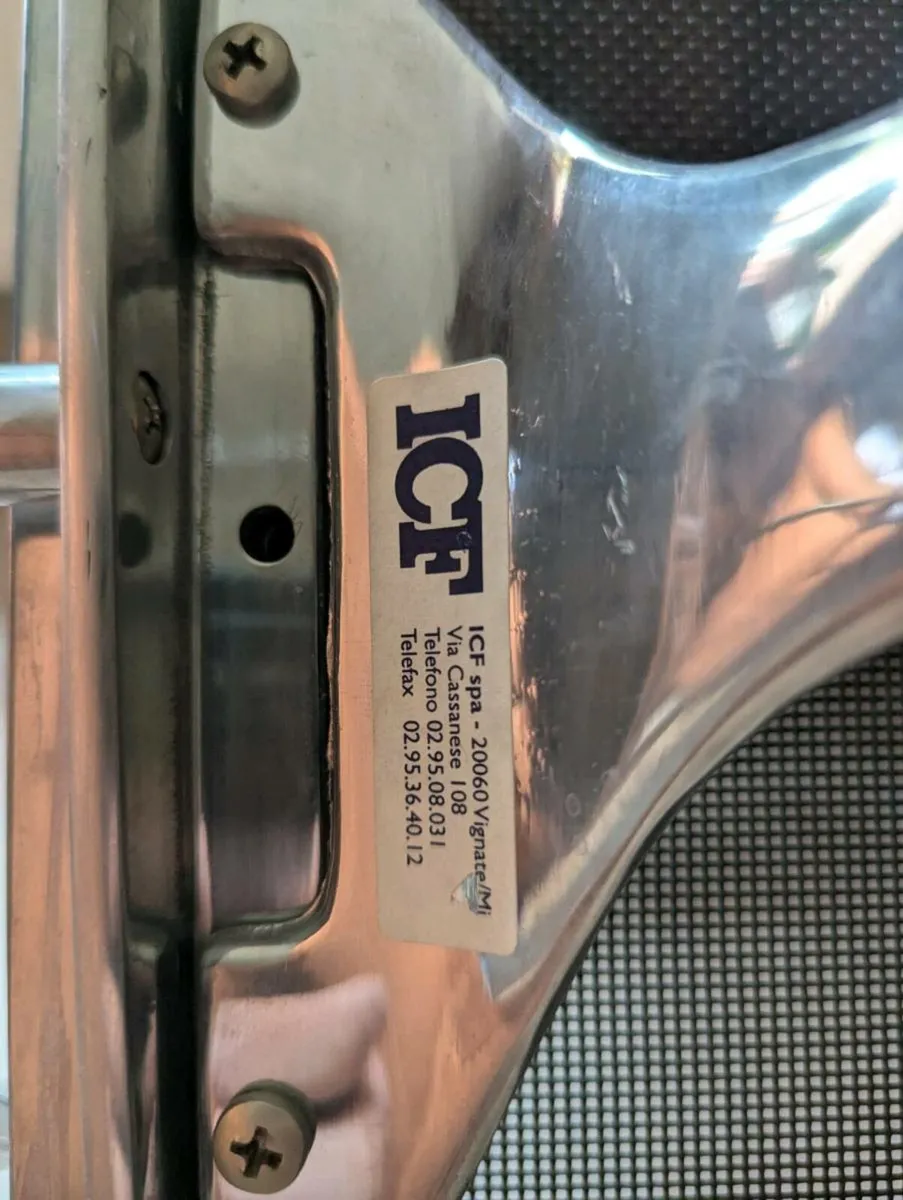 ICF
ICF spa - 20060 Vignate/Mi
Via Cassanese 108
Telefono 02.95.08.031
Telefax 02.95.36.40.12